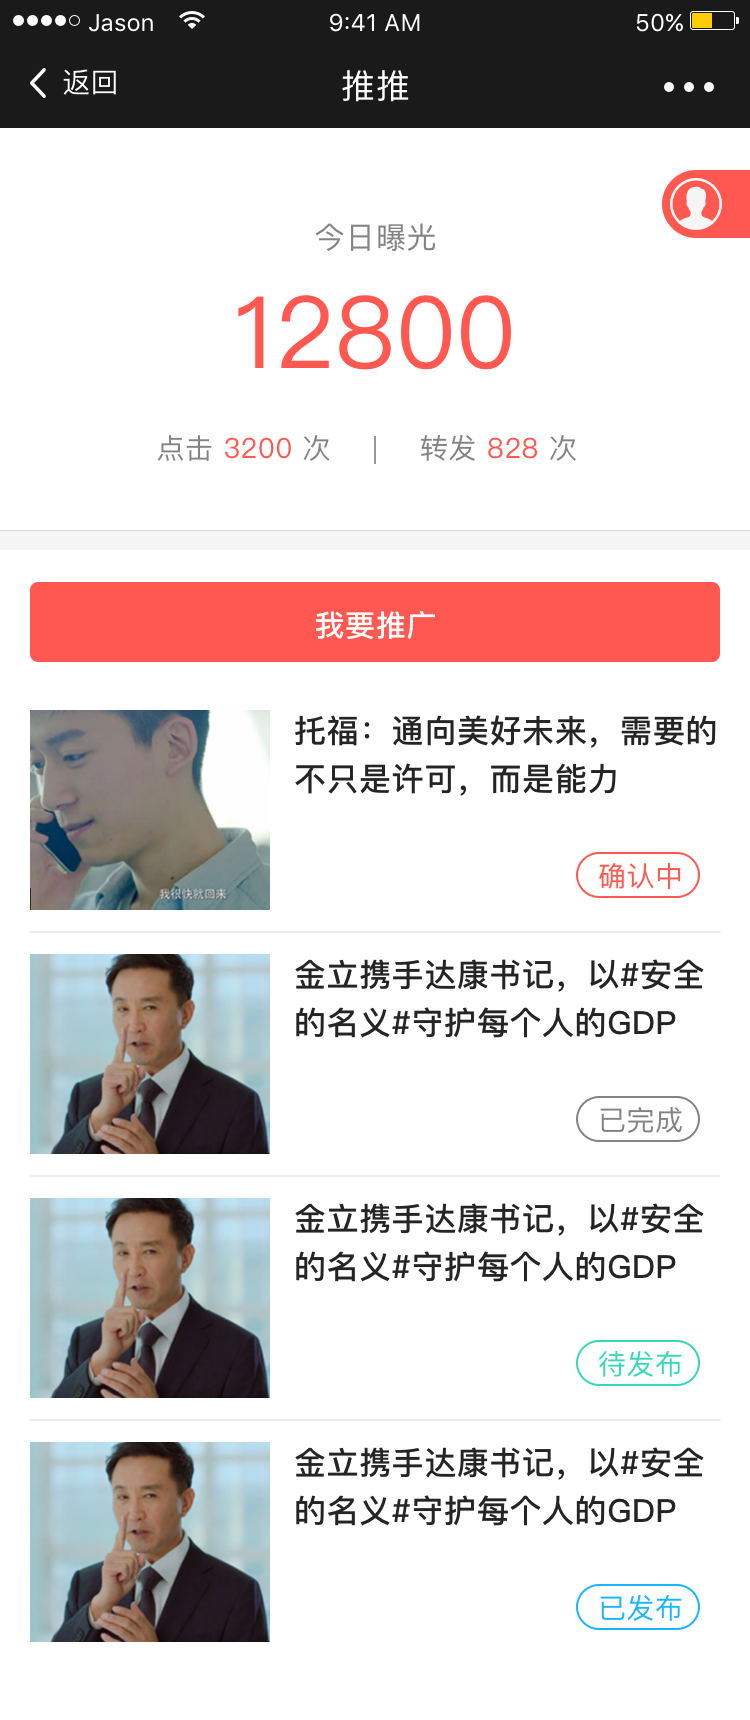 Jason 9:41 AM 50%
返回 推推
今日曝光
12800
点击 3200 次 | 转发 828 次
我要推广
托福：通向美好未来，需要的
不只是许可，而是能力
我很快就回来
确认中
金立携手达康书记，以#安全
的名义#守护每个人的GDP
已完成
金立携手达康书记，以#安全
的名义#守护每个人的GDP
待发布
金立携手达康书记，以#安全
的名义#守护每个人的GDP
已发布